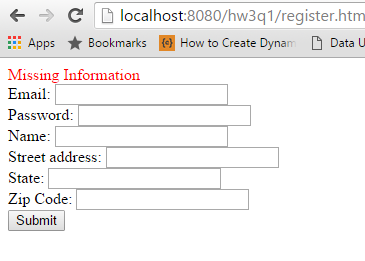 localhost:8080/hw3q1/register.htm
Apps Bookmarks {≡} How to Create Dynam Data U
Missing Information
Email:
Password:
Name:
Street address:
State:
Zip Code:
Submit